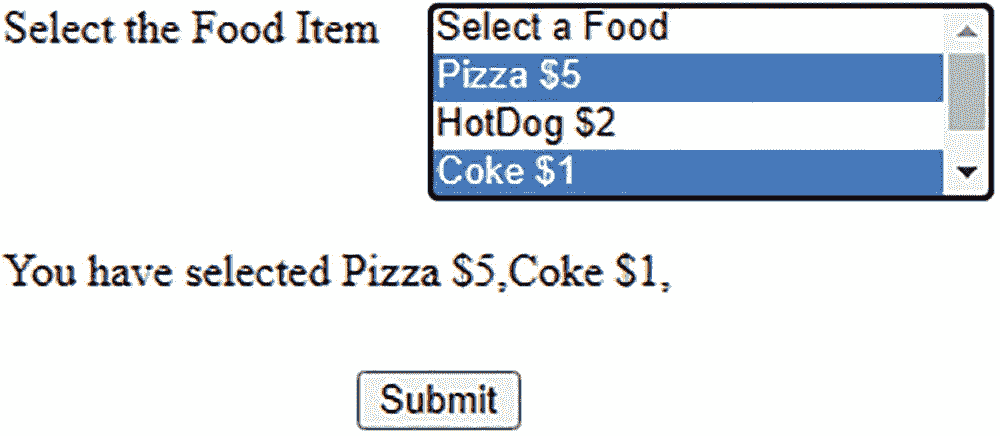 Select the Food Item
Select a Food
Pizza $5
HotDog $2
Coke $1
You have selected Pizza $5,Coke $1,
Submit